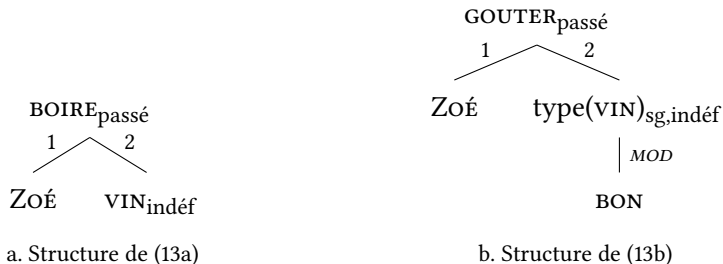 GOUTERpassé
1 2
ZOÉ type(VIN)sg,indéf
MOD
BON
BOIREpassé
1 2
ZOÉ VINindéf
a. Structure de (13a) b. Structure de (13b)